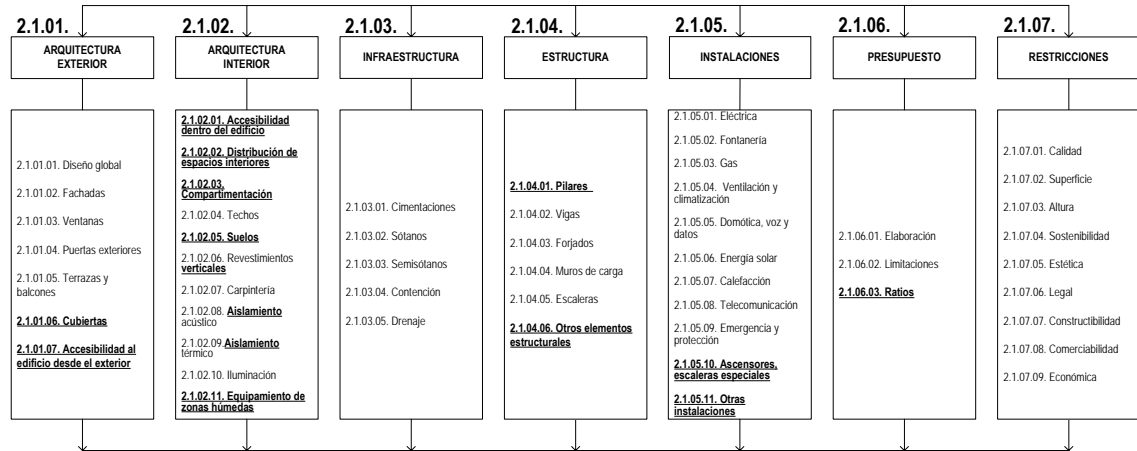 2.1.01.
ARQUITECTURA
EXTERIOR
2.1.01.01. Diseño global
2.1.01.02. Fachadas
2.1.01.03. Ventanas
2.1.01.04. Puertas exteriores
2.1.01.05. Terrazas y
balcones
2.1.01.06. Cubiertas
2.1.01.07. Accesibilidad al
edificio desde el exterior
2.1.02.
ARQUITECTURA
INTERIOR
2.1.02.01. Accesibilidad
dentro del edificio
2.1.02.02. Distribución de
espacios interiores
2.1.02.03.
Compartimentación
2.1.02.04. Techos
2.1.02.05. Suelos
2.1.02.06. Revestimientos
verticales
2.1.02.07. Carpintería
2.1.02.08. Aislamiento
acústico
2.1.02.09.Aislamiento
térmico
2.1.02.10. Iluminación
2.1.02.11. Equipamiento de
zonas húmedas
2.1.03.
INFRAESTRUCTURA
2.1.03.01. Cimentaciones
2.1.03.02. Sótanos
2.1.03.03. Semisótanos
2.1.03.04. Contención
2.1.03.05. Drenaje
2.1.04.
ESTRUCTURA
2.1.04.01. Pilares
2.1.04.02. Vigas
2.1.04.03. Forjados
2.1.04.04. Muros de carga
2.1.04.05. Escaleras
2.1.04.06. Otros elementos
estructurales
2.1.05.
INSTALACIONES
2.1.05.01. Eléctrica
2.1.05.02. Fontanería
2.1.05.03. Gas
2.1.05.04. Ventilación y
climatización
2.1.05.05. Domótica, voz y
datos
2.1.05.06. Energía solar
2.1.05.07. Calefacción
2.1.05.08. Telecomunicación
2.1.05.09. Emergencia y
protección
2.1.05.10. Ascensores,
escaleras especiales
2.1.05.11. Otras
instalaciones
2.1.06.
PRESUPUESTO
2.1.06.01. Elaboración
2.1.06.02. Limitaciones
2.1.06.03. Ratios
2.1.07.
RESTRICCIONES
2.1.07.01. Calidad
2.1.07.02. Superficie
2.1.07.03. Altura
2.1.07.04. Sostenibilidad
2.1.07.05. Estética
2.1.07.06. Legal
2.1.07.07. Constructibilidad
2.1.07.08. Comerciabilidad
2.1.07.09. Económica